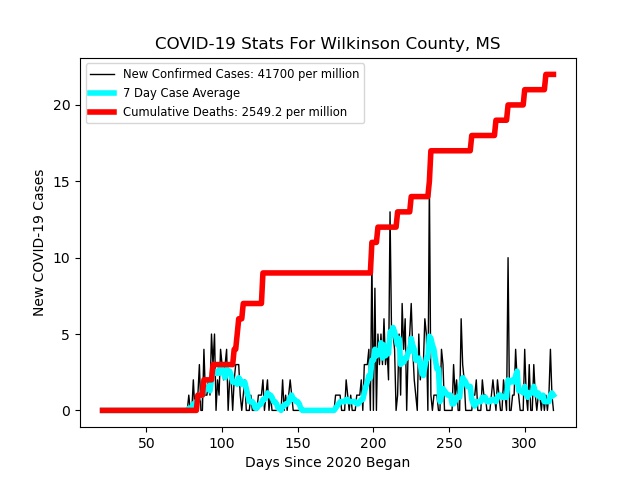 COVID-19 Stats For Wilkinson County, MS
New Confirmed Cases: 41700 per million
7 Day Case Average
Cumulative Deaths: 2549.2 per million
New COVID-19 Cases
20
15
10
5
0
50 100 150 200 250 300
Days Since 2020 Began